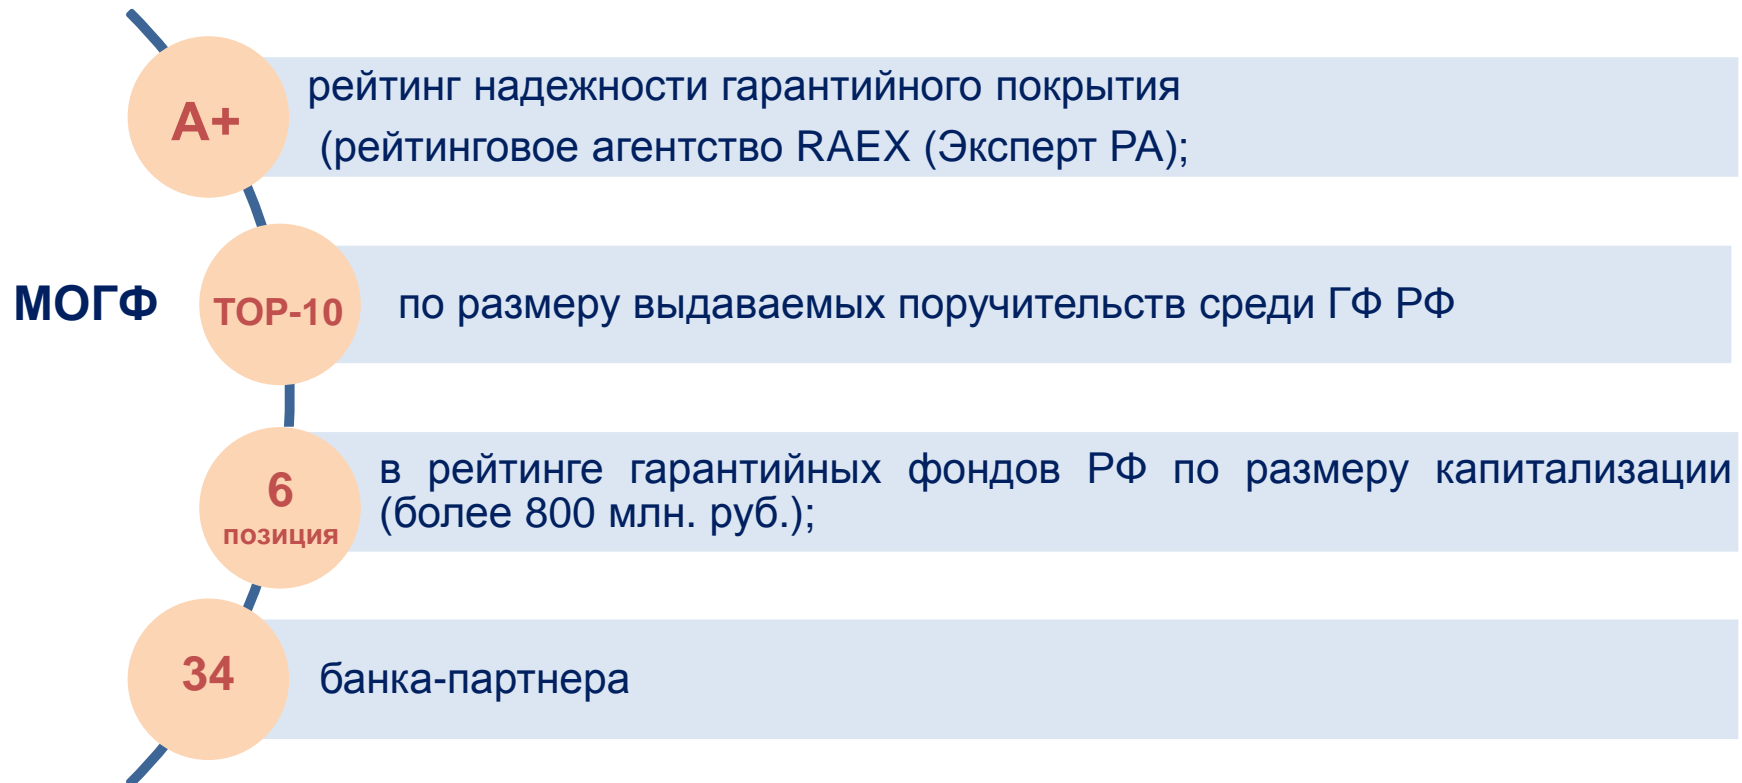 А+
рейтинг надежности гарантийного покрытия
(рейтинговое агентство RAEX (Эксперт РА);
МОГФ
TOP-10
по размеру выдаваемых поручительств среди ГФ РФ
6
позиция
в рейтинге гарантийных фондов РФ по размеру капитализации
(более 800 млн. руб.);
34
банка-партнера